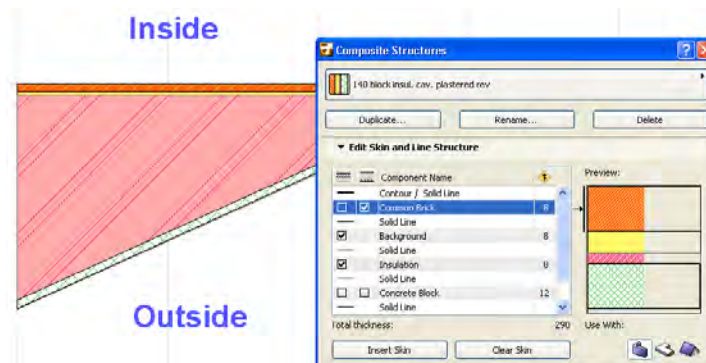 Inside
Composite Structures
140 block insul. cav. plastered rev
Duplicate...
Rename...
Delete
Edit Skin and Line Structure
Component Name
Preview:
Contour / Solid Line
Common Brick 8
Solid Line
Background 8
Solid Line
Insulation
Solid Line
Concrete Block 12
Solid Line
Outside
Total thickness: 290
Use With:
Insert Skin
Clear Skin